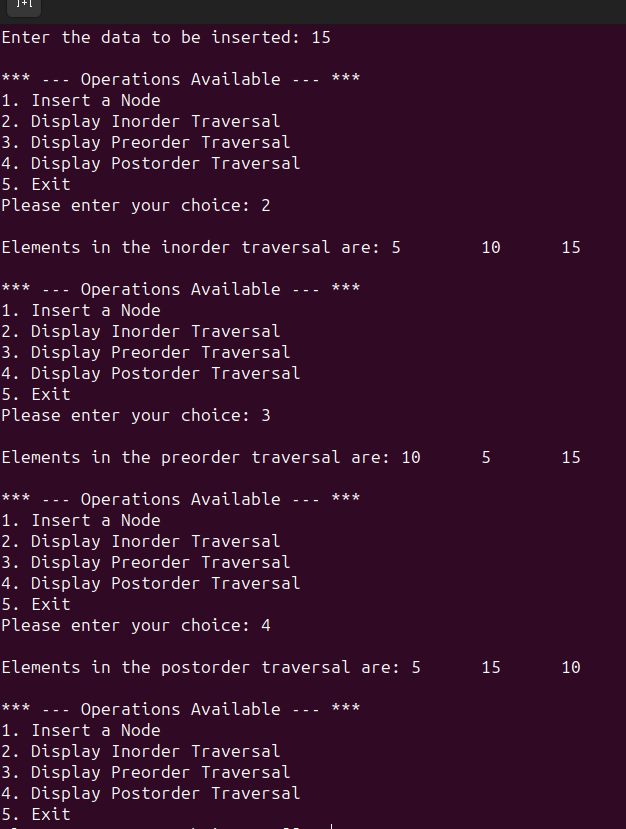 Enter the data to be inserted: 15
*** --- Operations Available --- ***
1. Insert a Node
2. Display Inorder Traversal
3. Display Preorder Traversal
4. Display Postorder Traversal
5. Exit
Please enter your choice: 2
Elements in the inorder traversal are: 5 10 15
*** --- Operations Available --- ***
1. Insert a Node
2. Display Inorder Traversal
3. Display Preorder Traversal
4. Display Postorder Traversal
5. Exit
Please enter your choice: 3
Elements in the preorder traversal are: 10 5 15
*** --- Operations Available --- ***
1. Insert a Node
2. Display Inorder Traversal
3. Display Preorder Traversal
4. Display Postorder Traversal
5. Exit
Please enter your choice: 4
Elements in the postorder traversal are: 5 15 10
*** --- Operations Available --- ***
1. Insert a Node
2. Display Inorder Traversal
3. Display Preorder Traversal
4. Display Postorder Traversal
5. Exit